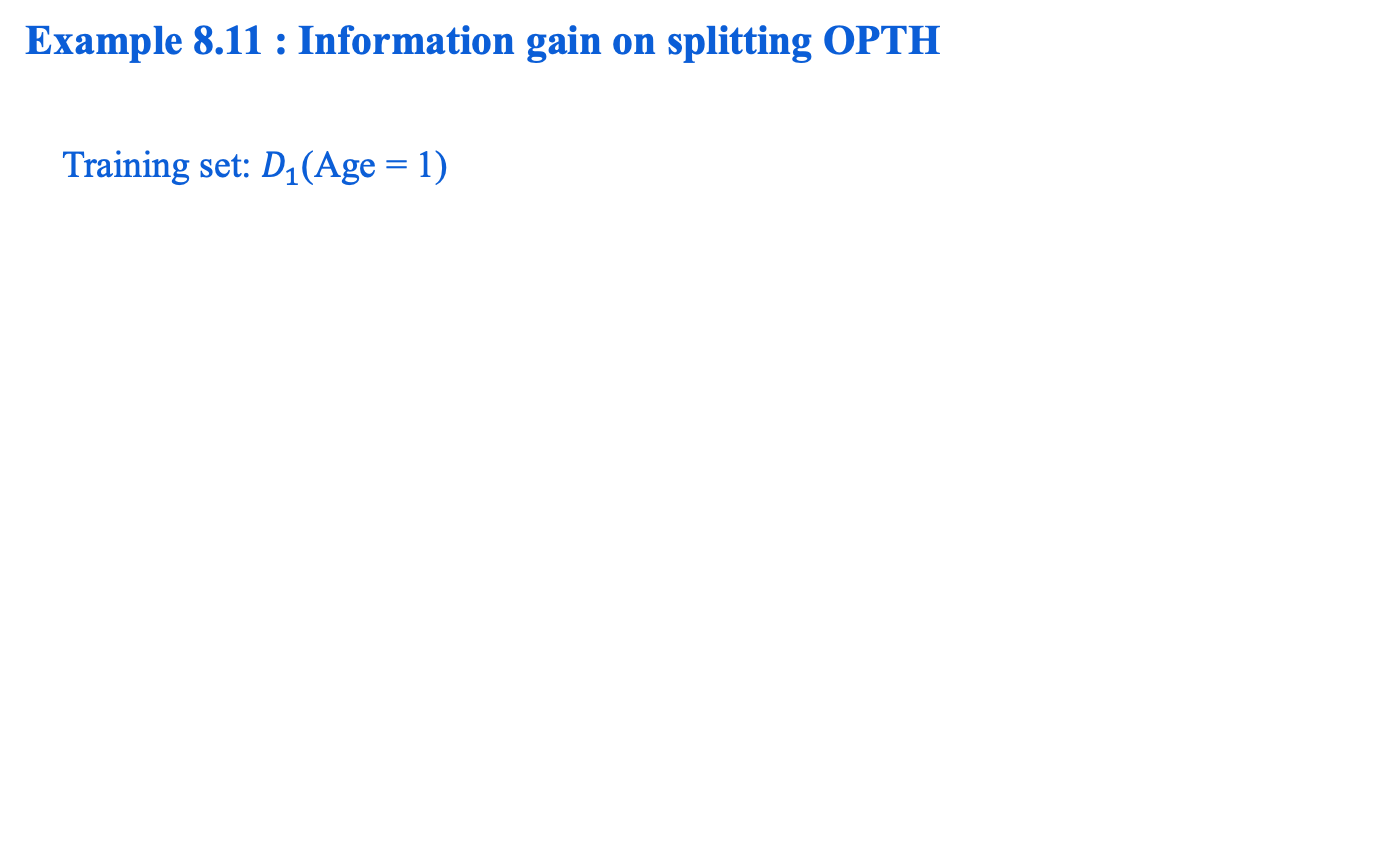 Example 8.11 : Information gain on splitting OPTH
Training set: 𝐷₁(Age = 1)